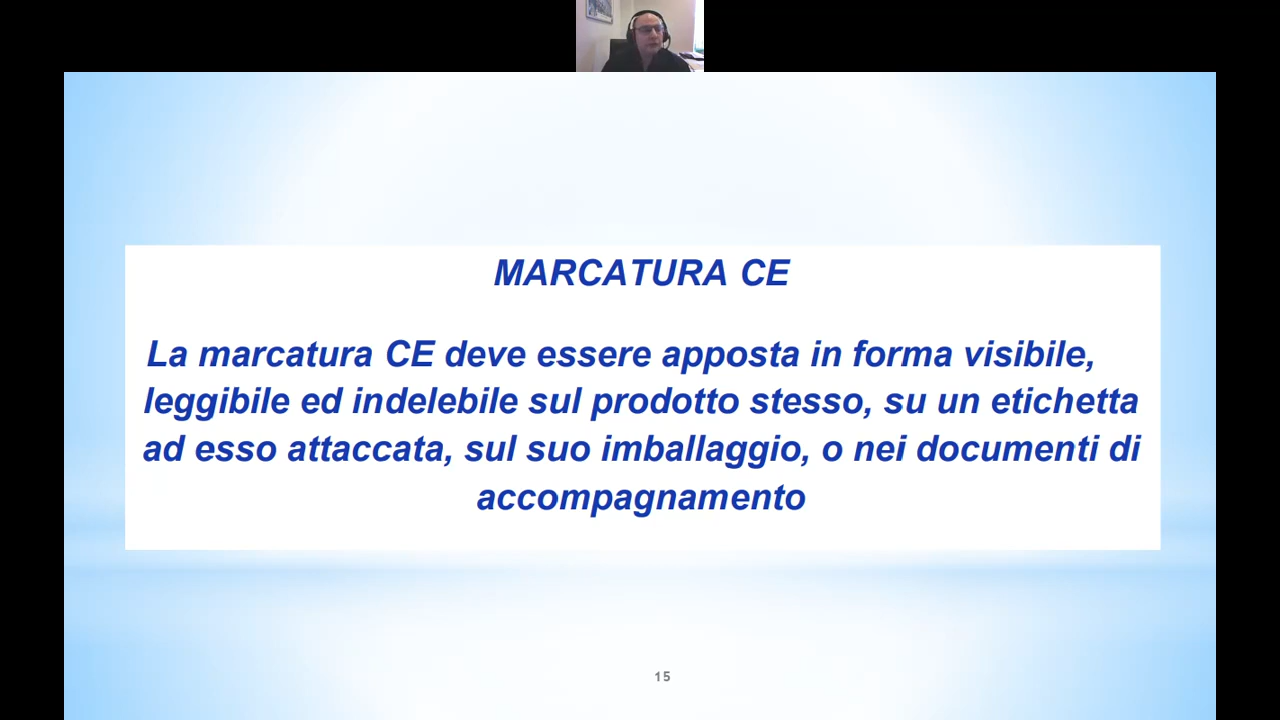 MARCATURA CE
La marcatura CE deve essere apposta in forma visibile,
leggibile ed indelebile sul prodotto stesso, su un etichetta
ad esso attaccata, sul suo imballaggio, o nei documenti di
accompagnamento
15